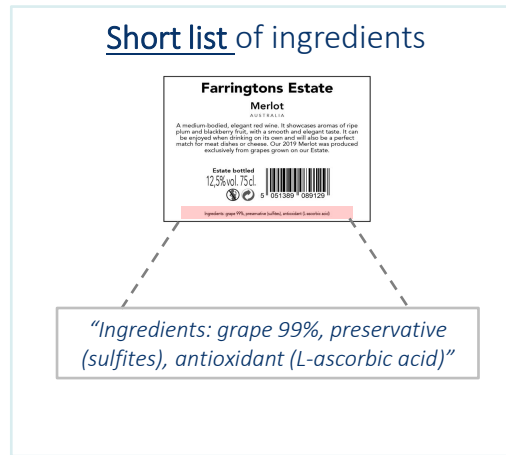 Short list of ingredients
Farringtons Estate
Merlot
AUSTRALIA
A medium-bodied, elegant red wine. It showcases aromas of ripe
plum and blackberry fruit, with a smooth and elegant taste. It can
be enjoyed when drinking on its own and will also be a perfect
match for meat dishes or cheese. Our 2019 Merlot was produced
exclusively from grapes grown on our Estate.
Estate bottled
12,5% vol. 75 cl.
5 051389 089129
Ingredients: grape 99%, preservative (sulfites), antioxidant (L-ascorbic acid)
“Ingredients: grape 99%, preservative
(sulfites), antioxidant (L-ascorbic acid)”